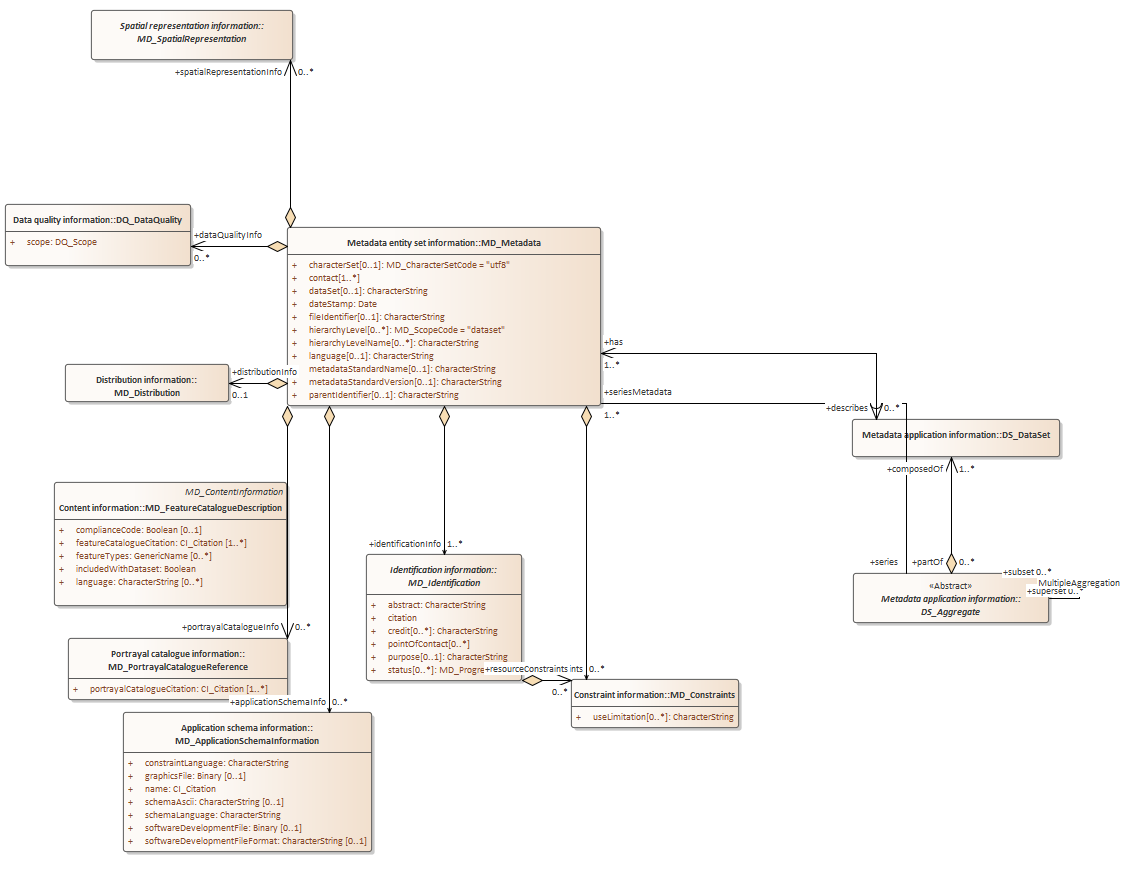 Spatial representation information::
MD_SpatialRepresentation
+spatialRepresentationInfo 0..*
Data quality information::DQ_DataQuality
+ scope: DQ_Scope
+dataQualityInfo
0..*
Metadata entity set information::MD_Metadata
+ characterSet[0..1]: MD_CharacterSetCode = "utf8"
+ contact[1..*]
+ dataSet[0..1]: CharacterString
+ dateStamp: Date
+ fileIdentifier[0..1]: CharacterString
+ hierarchyLevel[0..*]: MD_ScopeCode = "dataset"
+ hierarchyLevelName[0..*]: CharacterString
+ language[0..1]: CharacterString
metadataStandardName[0..1]: CharacterString
+ metadataStandardVersion[0..1]: CharacterString
+ parentIdentifier[0..1]: CharacterString
+has
1..*
+seriesMetadata
1..*
Distribution information::
MD_Distribution
+distributionInfo
0..1
+describes 0..*
Metadata application information::DS_DataSet
+composedOf 1..*
MD_ContentInformation
Content information::MD_FeatureCatalogueDescription
+ complianceCode: Boolean [0..1]
+ featureCatalogueCitation: CI_Citation [1..*]
+ featureTypes: GenericName [0..*]
+ includedWithDataset: Boolean
+ language: CharacterString [0..*]
+identificationInfo 1..*
Identification information::
MD_Identification
+ abstract: CharacterString
+ citation
+ credit[0..*]: CharacterString
+ pointOfContact[0..*]
+ purpose[0..1]: CharacterString
+ status[0..*]: MD_Progre
+series
+partOf 0..*
+subset 0..*
MultipleAggregation
+superset 0..*
«Abstract»
Metadata application information::
DS_Aggregate
+portrayalCatalogueInfo 0..*
Portrayal catalogue information::
MD_PortrayalCatalogueReference
+ portrayalCatalogueCitation: CI_Citation [1..*]
+resourceConstraints
0..*
0..*
Constraint information::MD_Constraints
+ useLimitation[0..*]: CharacterString
+applicationSchemaInfo 0..*
Application schema information::
MD_ApplicationSchemaInformation
+ constraintLanguage: CharacterString
+ graphicsFile: Binary [0..1]
+ name: CI_Citation
+ schemaAscii: CharacterString [0..1]
+ schemaLanguage: CharacterString
+ softwareDevelopmentFile: Binary [0..1]
+ softwareDevelopmentFileFormat: CharacterString [0..1]